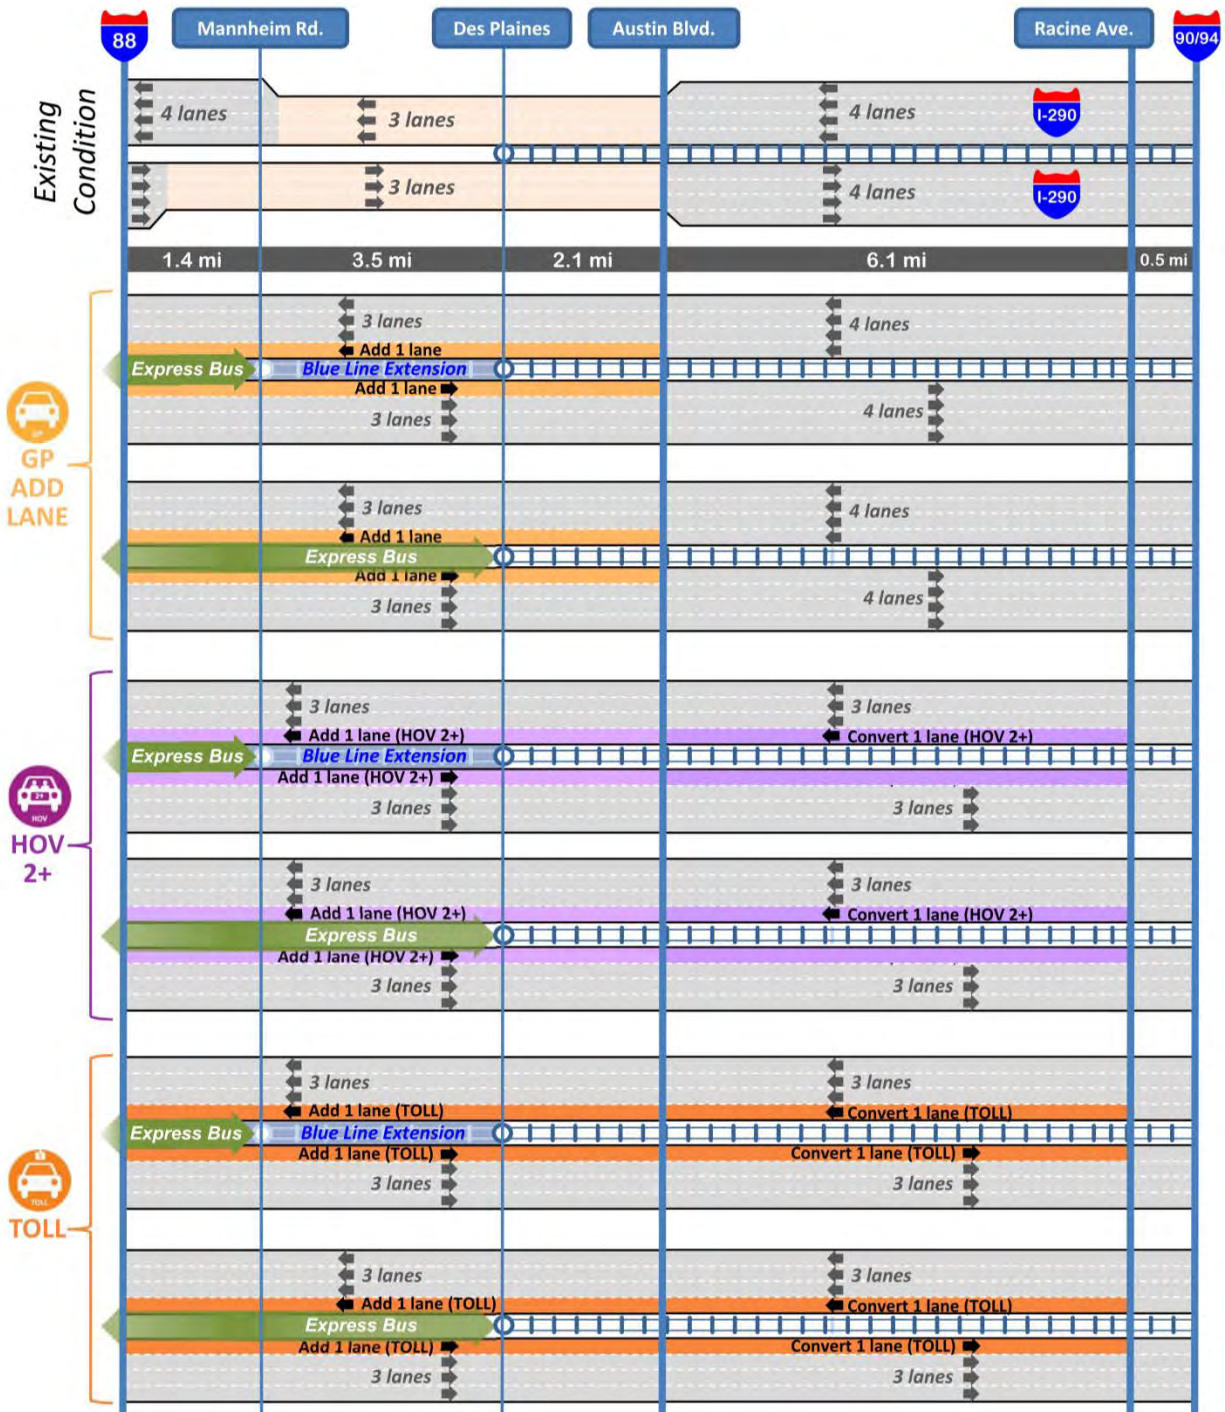 88
Mannheim Rd.
Des Plaines
Austin Blvd.
Racine Ave.
90/94
Existing
Condition
4 lanes
3 lanes
4 lanes
I-290
3 lanes
4 lanes
I-290
1.4 mi
3.5 mi
2.1 mi
6.1 mi
0.5 mi
GP
GP
ADD
LANE
3 lanes
4 lanes
Add 1 lane
Express Bus
Blue Line Extension
Add 1 lane
3 lanes
4 lanes
3 lanes
4 lanes
Add 1 lane
Express Bus
Add 1 lane
3 lanes
4 lanes
2+
HOV
HOV
2+
3 lanes
3 lanes
Add 1 lane (HOV 2+)
Convert 1 lane (HOV 2+)
Express Bus
Blue Line Extension
Add 1 lane (HOV 2+)
3 lanes
3 lanes
3 lanes
3 lanes
Add 1 lane (HOV 2+)
Convert 1 lane (HOV 2+)
Express Bus
Add 1 lane (HOV 2+)
3 lanes
3 lanes
TOLL
TOLL
3 lanes
3 lanes
Add 1 lane (TOLL)
Convert 1 lane (TOLL)
Express Bus
Blue Line Extension
Add 1 lane (TOLL)
Convert 1 lane (TOLL)
3 lanes
3 lanes
3 lanes
3 lanes
Add 1 lane (TOLL)
Convert 1 lane (TOLL)
Express Bus
Add 1 lane (TOLL)
Convert 1 lane (TOLL)
3 lanes
3 lanes